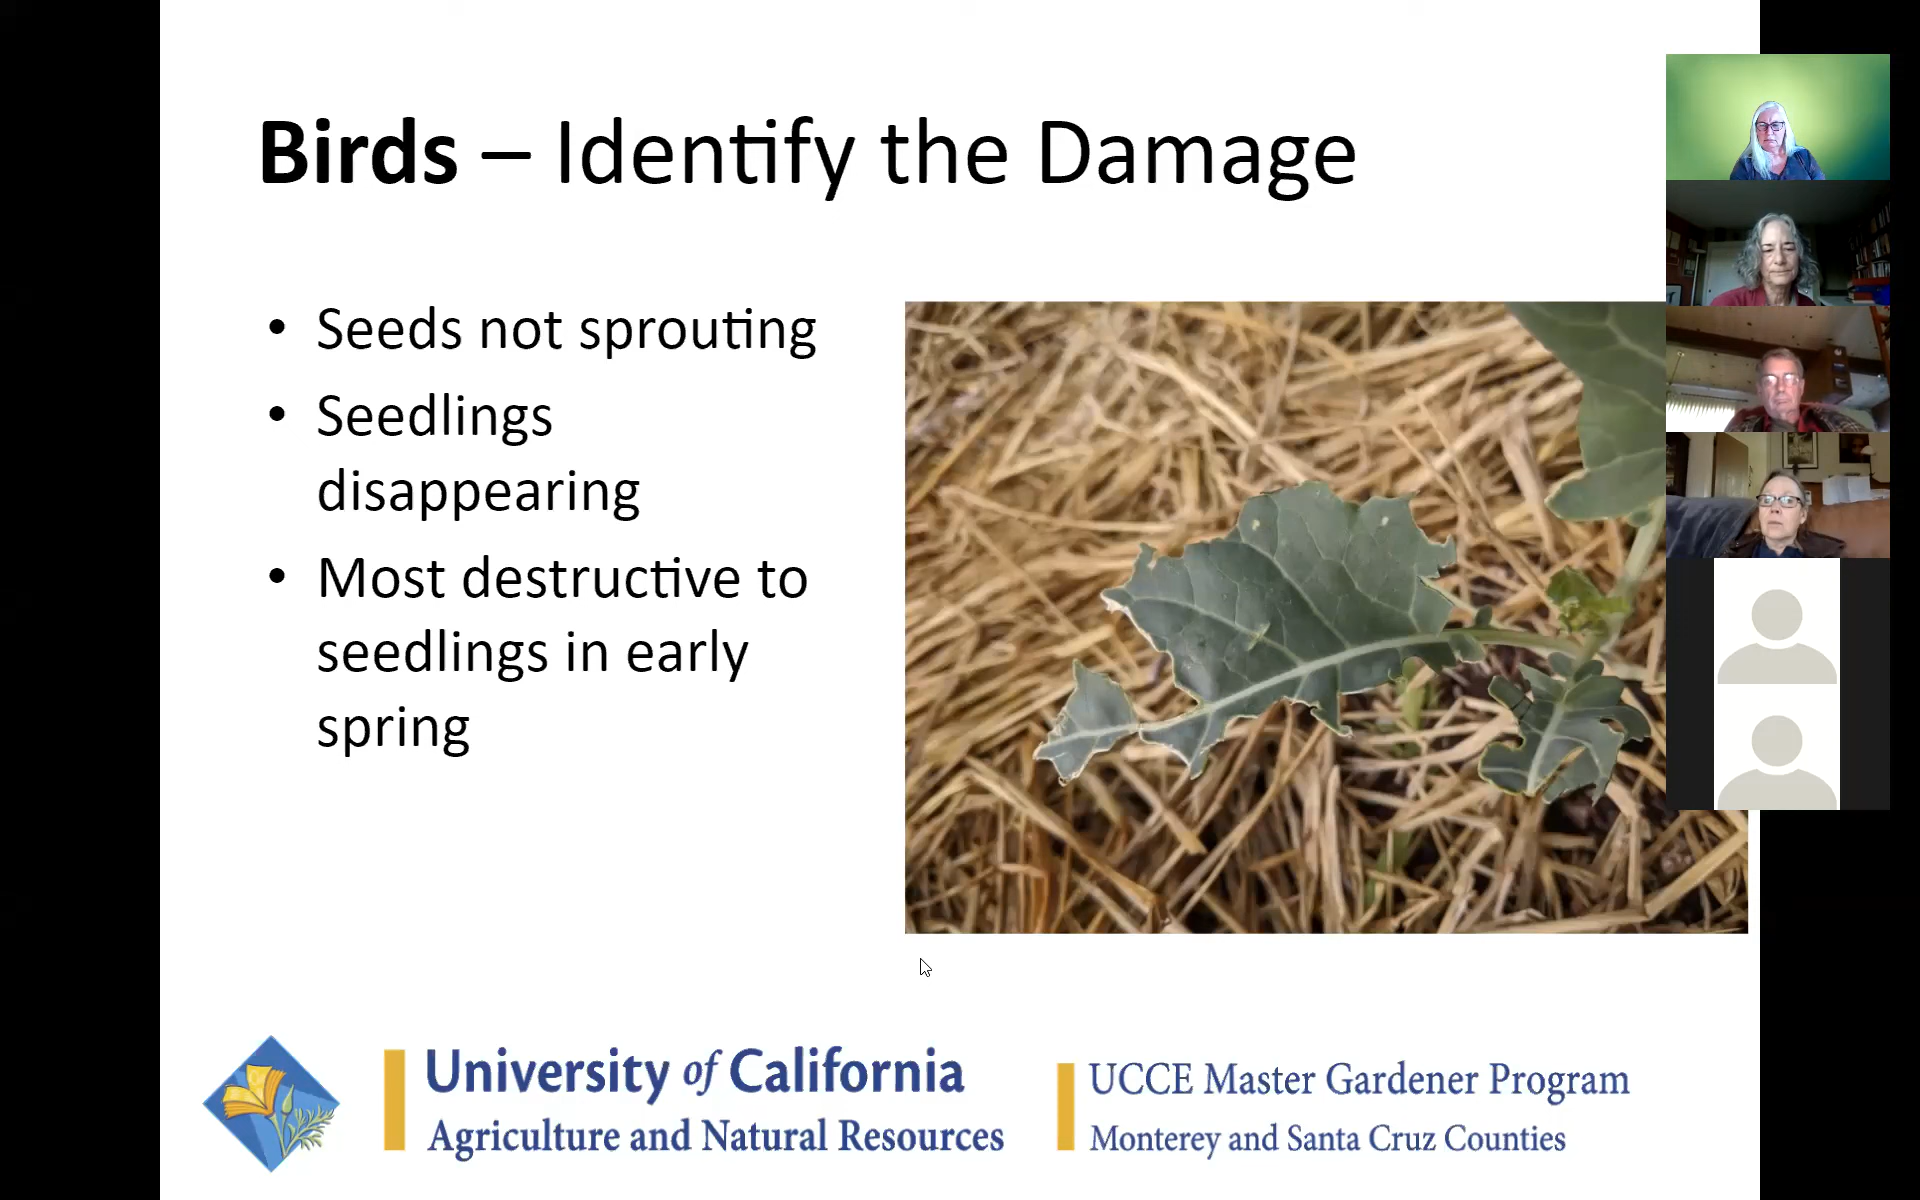 Birds – Identify the Damage
• Seeds not sprouting
• Seedlings
disappearing
• Most destructive to
seedlings in early
spring
University of California
Agriculture and Natural Resources
UCCE Master Gardener Program
Monterey and Santa Cruz Counties